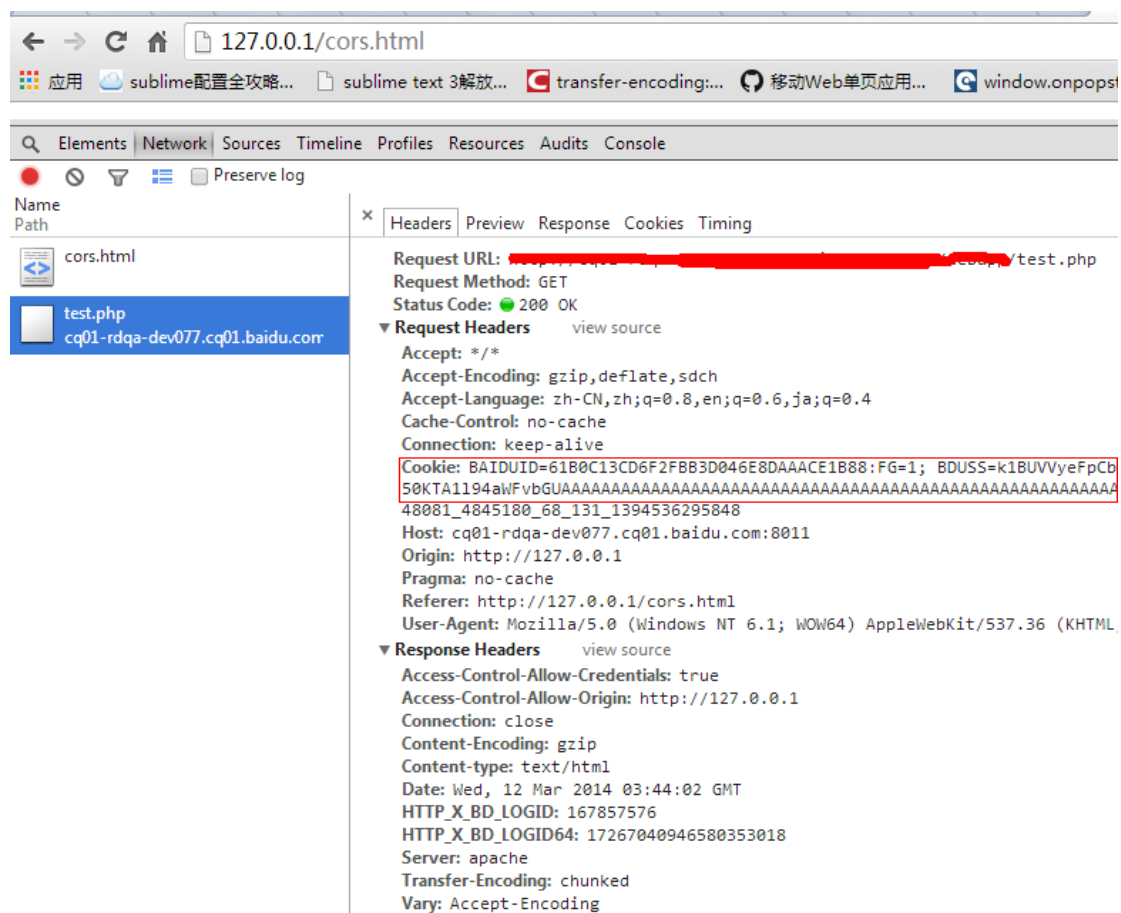 127.0.0.1/cors.html
应用 sublime配置全攻略... sublime text 3解放... transfer-encoding:... 移动Web单页应用... window.onpopst
Elements Network Sources Timeline Profiles Resources Audits Console
Preserve log
Name
Path
× Headers Preview Response Cookies Timing
cors.html
test.php
cq01-rdqa-dev077.cq01.baidu.com
Request URL: /test.php
Request Method: GET
Status Code: 200 OK
Request Headers view source
Accept: */*
Accept-Encoding: gzip,deflate,sdch
Accept-Language: zh-CN,zh;q=0.8,en;q=0.6,ja;q=0.4
Cache-Control: no-cache
Connection: keep-alive
Cookie: BAIDUID=61B0C13CD6F2FBB3D046E8DAAACE1B88:FG=1; BDUSS=k1BUVVyeFpCb
50KTA1l94aWFvbGUAAAAAAAAAAAAAAAAAAAAAAAAAAAAAAAAAAAAAAAAAAAAAAAAAAAAAAAA
48081_4845180_68_131_1394536295848
Host: cq01-rdqa-dev077.cq01.baidu.com:8011
Origin: http://127.0.0.1
Pragma: no-cache
Referer: http://127.0.0.1/cors.html
User-Agent: Mozilla/5.0 (Windows NT 6.1; WOW64) AppleWebKit/537.36 (KHTML,
Response Headers view source
Access-Control-Allow-Credentials: true
Access-Control-Allow-Origin: http://127.0.0.1
Connection: close
Content-Encoding: gzip
Content-type: text/html
Date: Wed, 12 Mar 2014 03:44:02 GMT
HTTP_X_BD_LOGID: 167857576
HTTP_X_BD_LOGID64: 17267040946580353018
Server: apache
Transfer-Encoding: chunked
Vary: Accept-Encoding